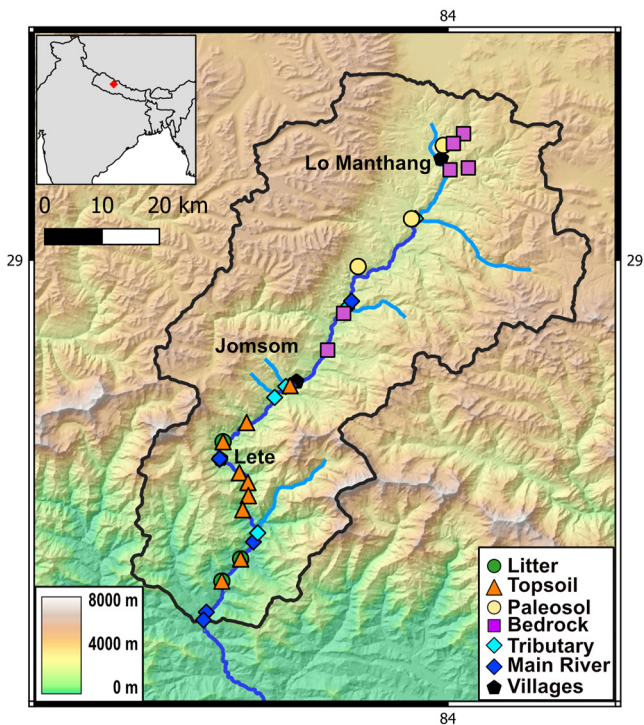 84
Lo Manthang
0 10 20 km
29
29
Jomsom
Lete
8000 m
4000 m
0 m
Litter
Topsoil
Paleosol
Bedrock
Tributary
Main River
Villages
84